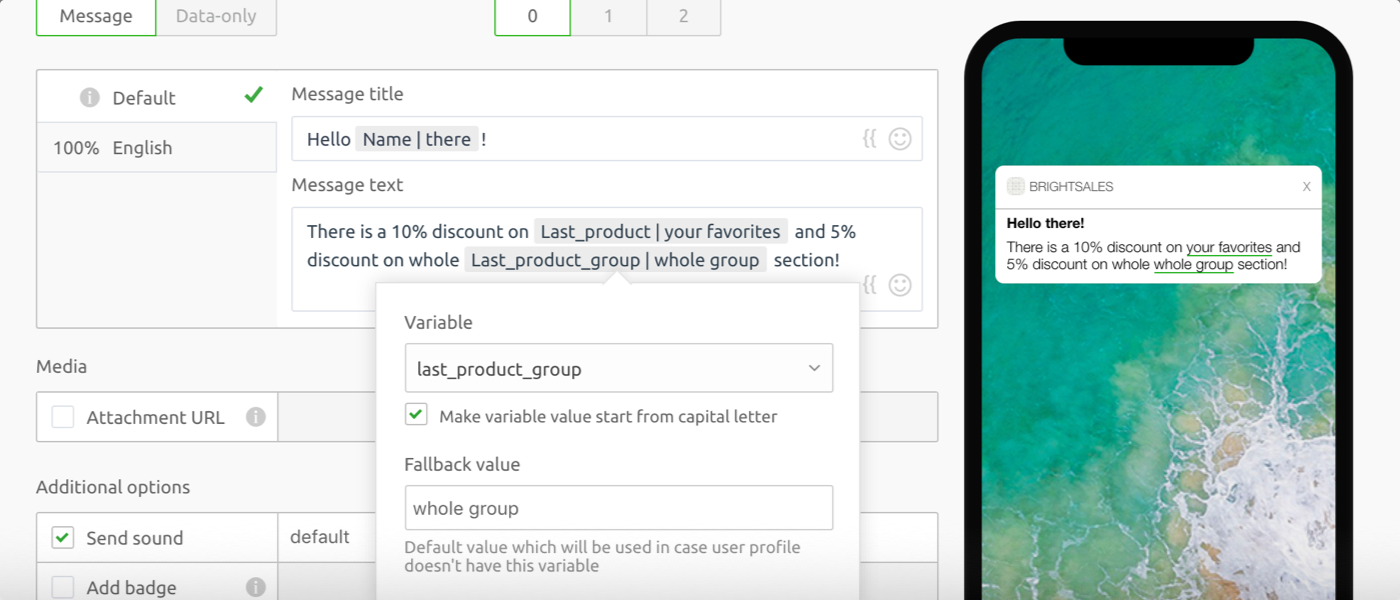 Message Data-only 0 1 2
Default
100% English
Message title
Hello Name | there !
{{
Message text
There is a 10% discount on Last_product | your favorites and 5%
discount on whole Last_product_group | whole group section!
{{
Variable
last_product_group
Make variable value start from capital letter
Fallback value
whole group
Default value which will be used in case user profile
doesn't have this variable
Media
Attachment URL
Additional options
Send sound default
Add badge
BRIGHTSALES X
Hello there!
There is a 10% discount on your favorites and
5% discount on whole whole group section!